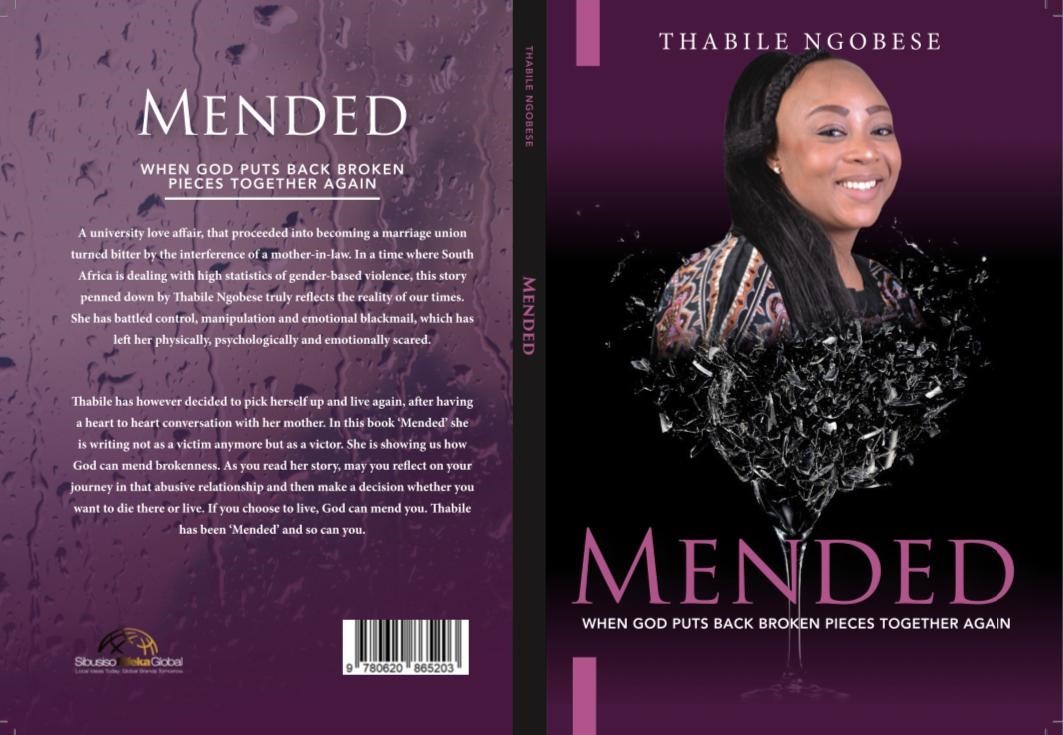 MENDED
WHEN GOD PUTS BACK BROKEN
PIECES TOGETHER AGAIN
A university love affair, that proceeded into becoming a marriage union
turned bitter by the interference of a mother-in-law. In a time where South
Africa is dealing with high statistics of gender-based violence, this story
penned down by Thabile Ngobese truly reflects the reality of our times.
She has battled control, manipulation and emotional blackmail, which has
left her physically, psychologically and emotionally scared.
Thabile has however decided to pick herself up and live again, after having
a heart to heart conversation with her mother. In this book ‘Mended’ she
is writing not as a victim anymore but as a victor. She is showing us how
God can mend brokenness. As you read her story, may you reflect on your
journey in that abusive relationship and then make a decision whether you
want to die there or live. If you choose to live, God can mend you. Thabile
has been ‘Mended’ and so can you.
Sibusiso Global
Local Ideas Today. Global Brands Tomorrow
9 780620 865203
THABILE NGOBESE
MENDED
THABILE NGOBESE
MENDED
WHEN GOD PUTS BACK BROKEN PIECES TOGETHER AGAIN